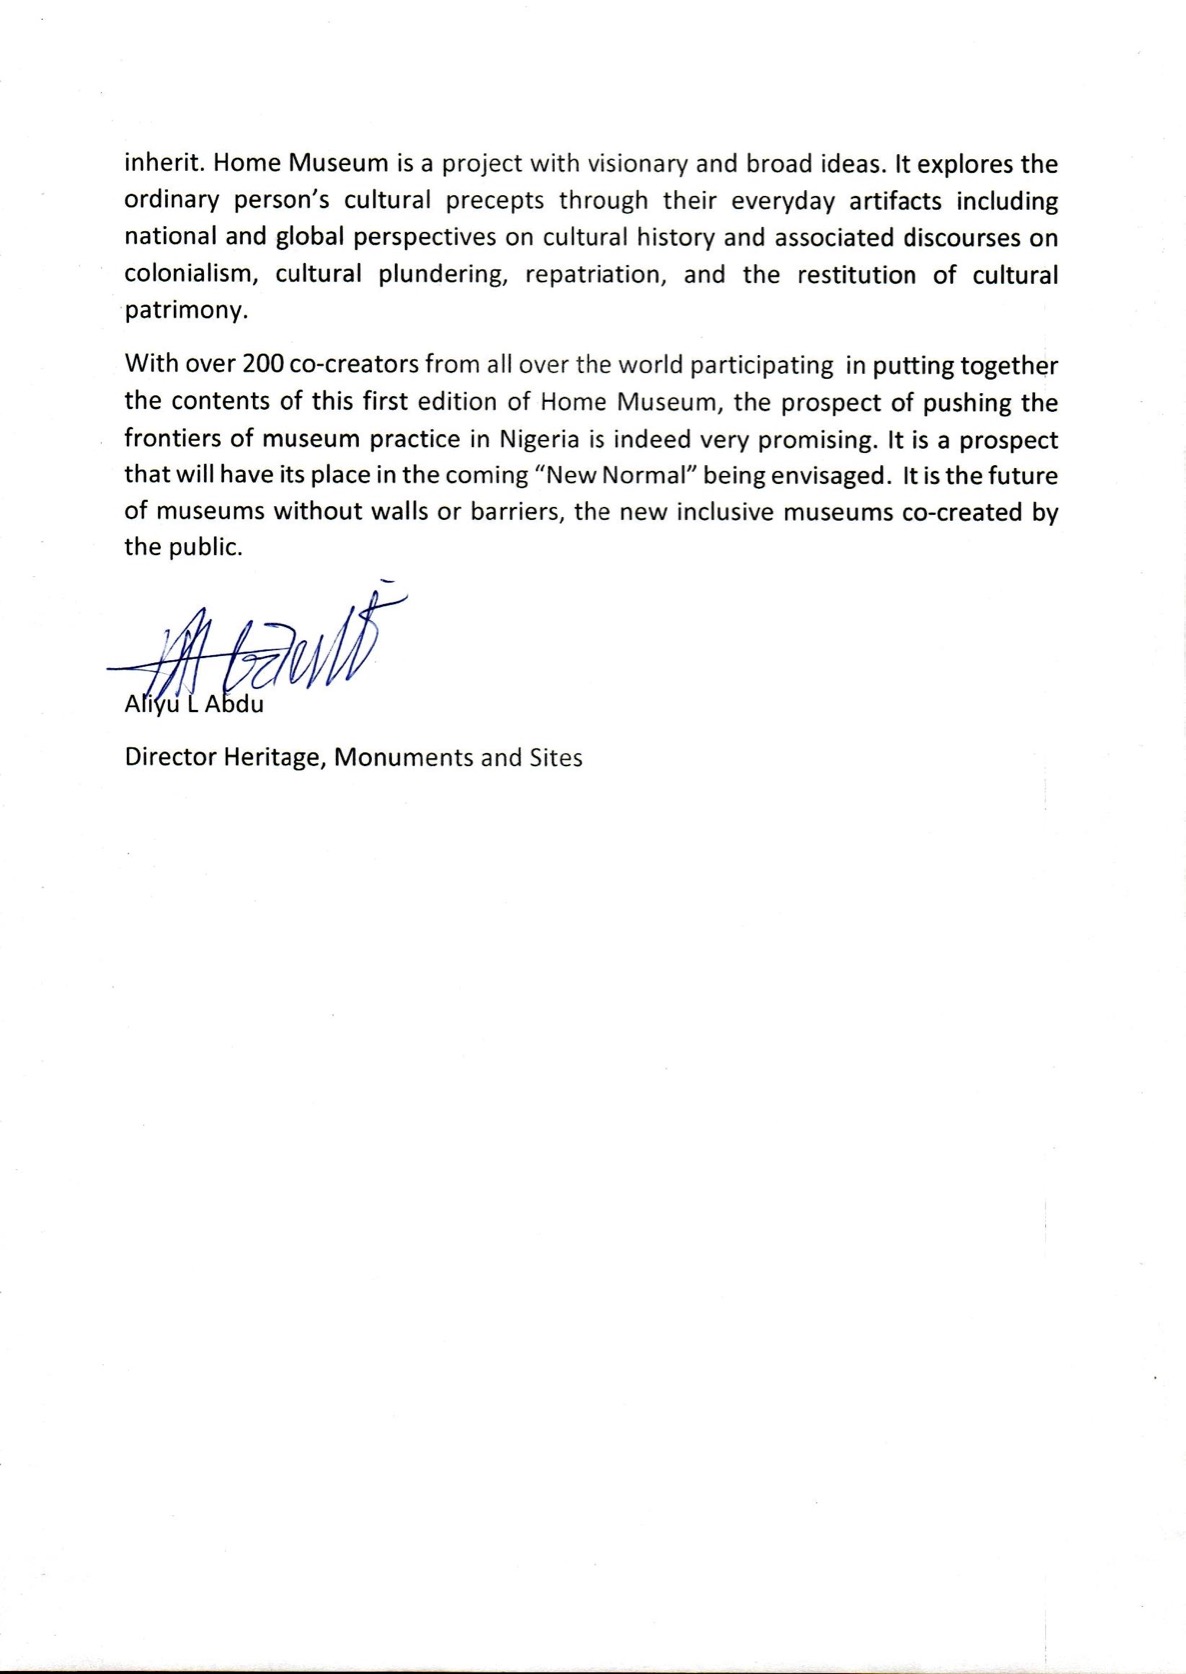 inherit. Home Museum is a project with visionary and broad ideas. It explores the
ordinary person’s cultural precepts through their everyday artifacts including
national and global perspectives on cultural history and associated discourses on
colonialism, cultural plundering, repatriation, and the restitution of cultural
patrimony.
With over 200 co-creators from all over the world participating in putting together
the contents of this first edition of Home Museum, the prospect of pushing the
frontiers of museum practice in Nigeria is indeed very promising. It is a prospect
that will have its place in the coming “New Normal” being envisaged. It is the future
of museums without walls or barriers, the new inclusive museums co-created by
the public.
Aliyu L Abdu
Director Heritage, Monuments and Sites